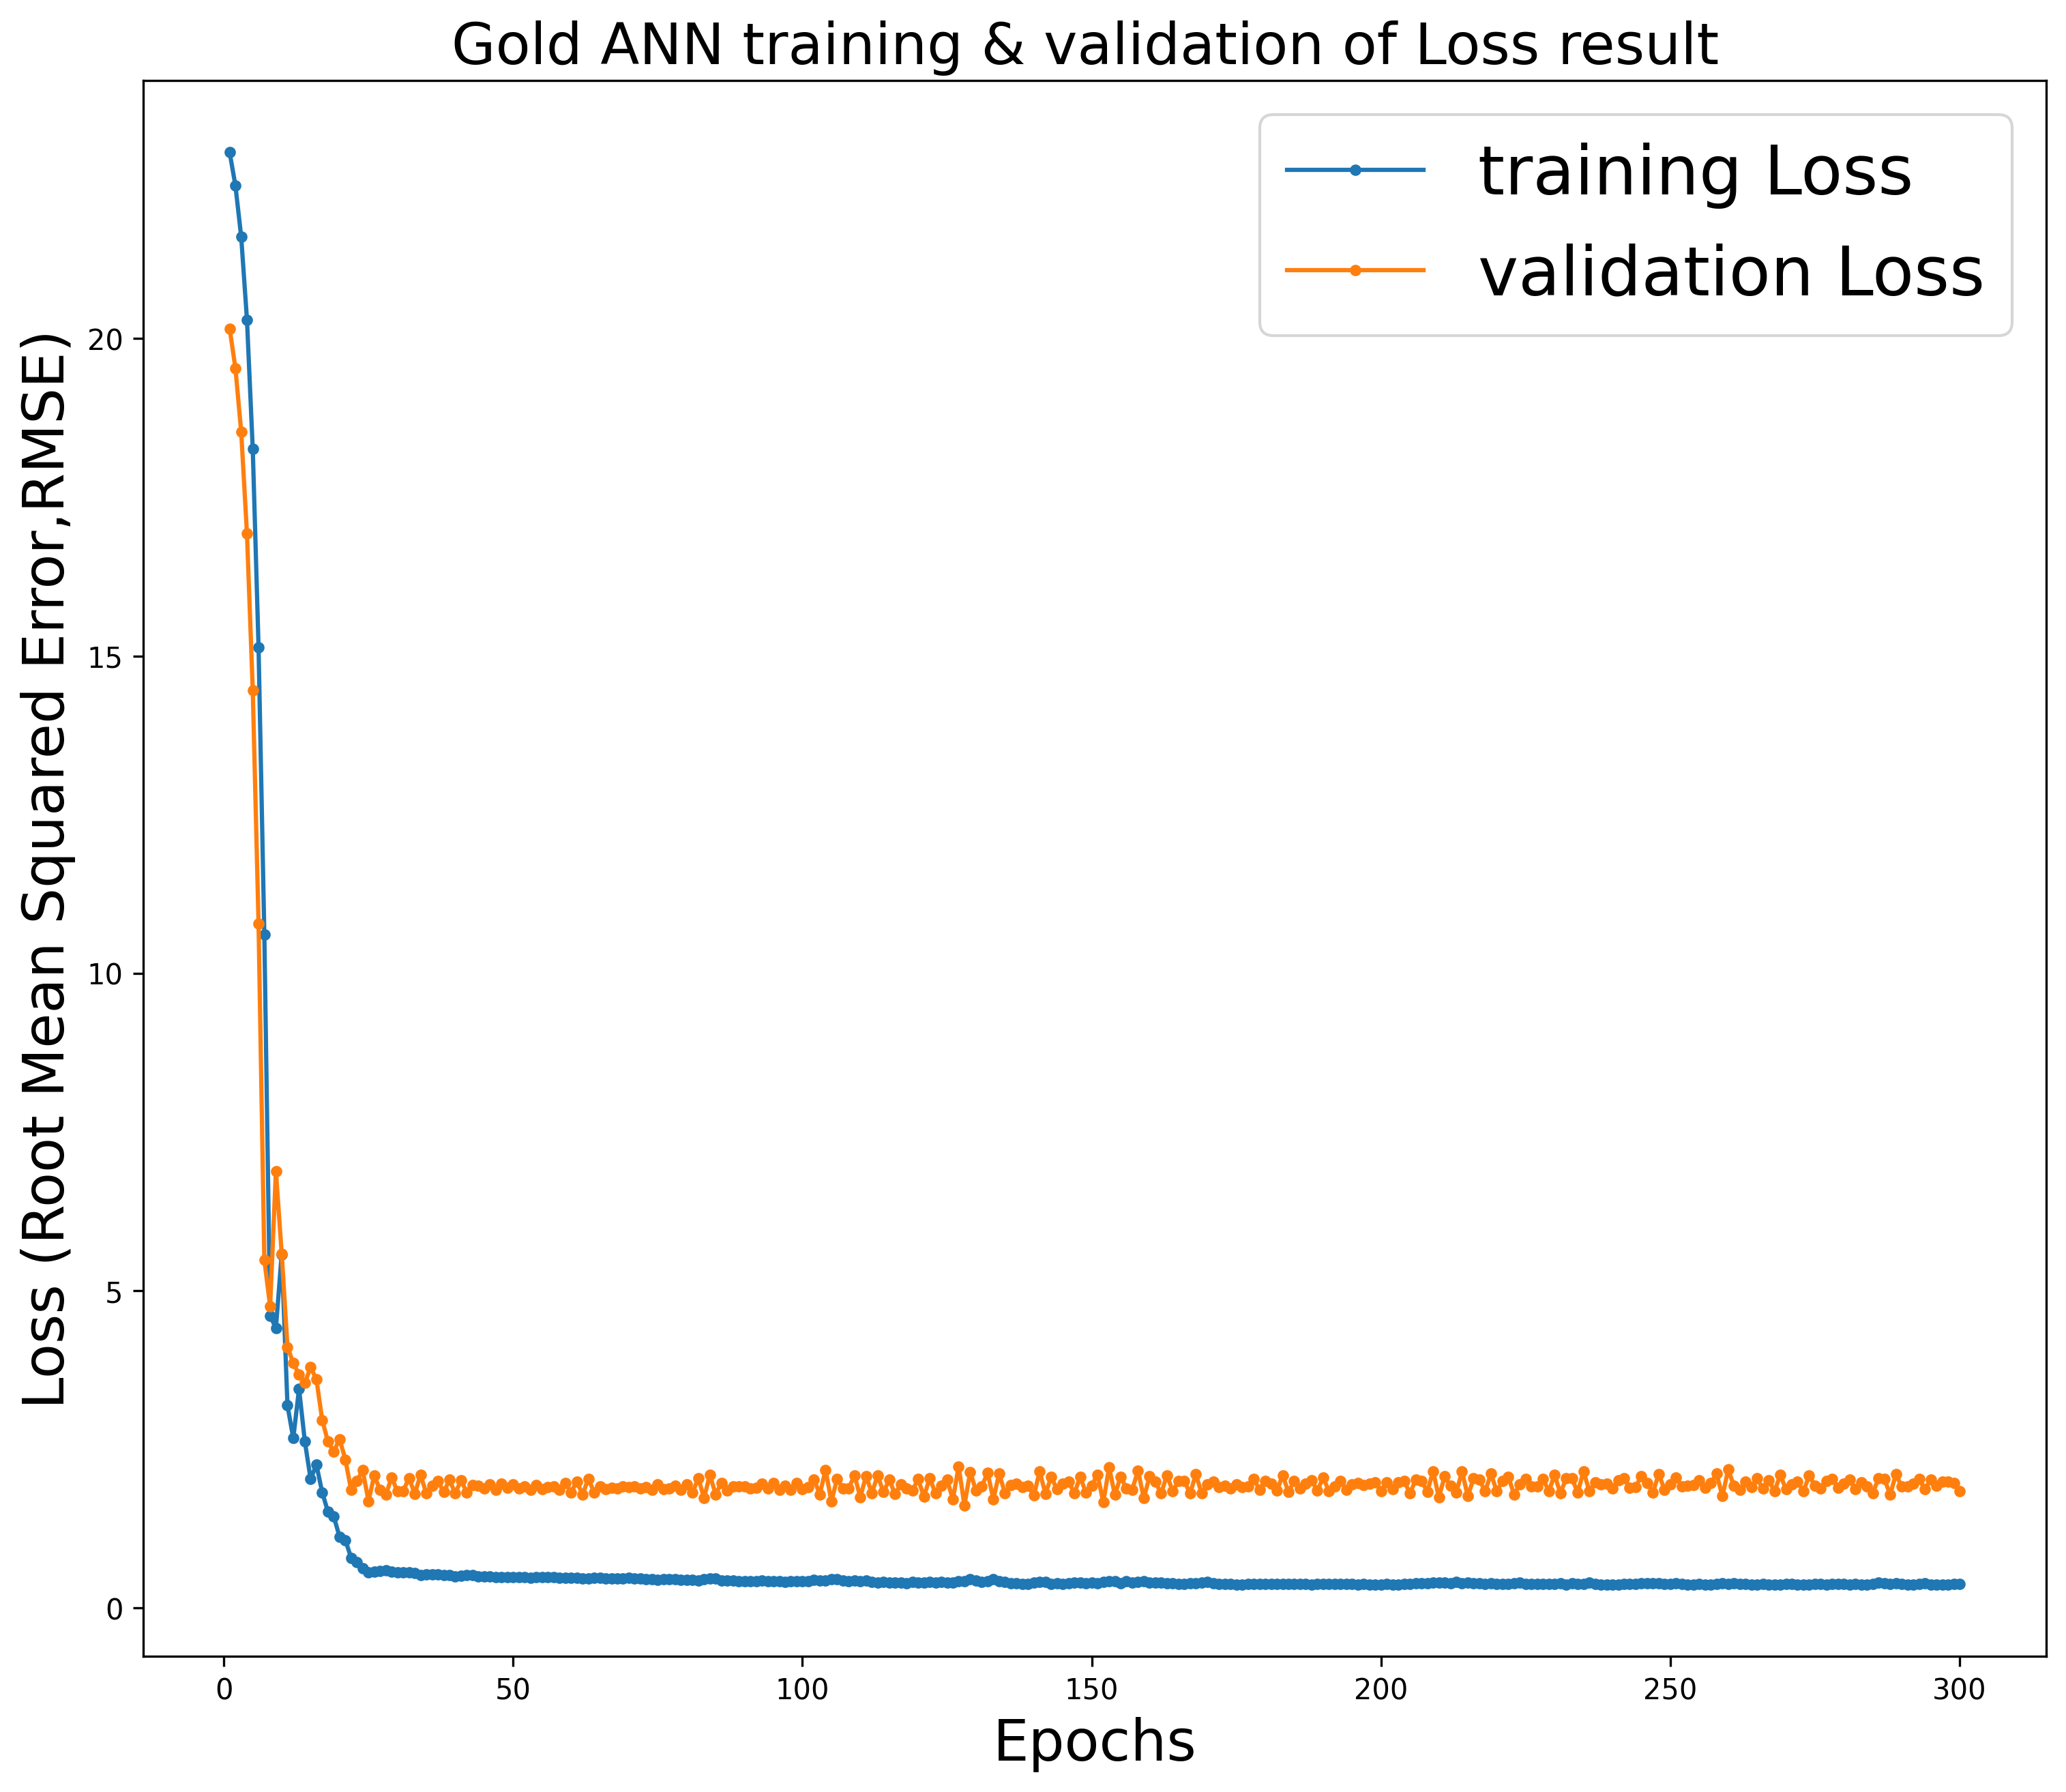 Gold ANN training & validation of Loss result
training Loss
validation Loss
Loss (Root Mean Squared Error,RMSE)
20
15
10
5
0
0 50 100 150 200 250 300
Epochs